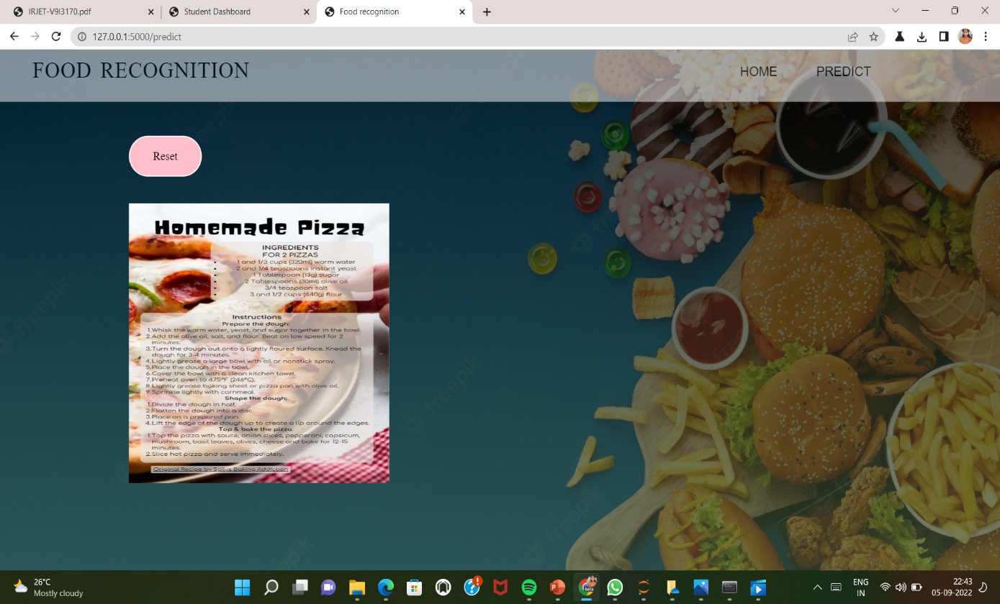 IRJET-V9I3170.pdf
Student Dashboard
Food recognition
127.0.0.1:5000/predict
FOOD RECOGNITION
HOME
PREDICT
Reset
Homemade Pizza
INGREDIENTS
FOR 2 PIZZAS
1 and 1/3 cups (320ml) warm water
2 and 1/4 teaspoons instant yeast
1 Tablespoon (13g) sugar
2 Tablespoons (30ml) olive oil
3/4 teaspoon salt
3 and 1/2 cups (440g) flour
Instructions
Prepare the dough:
1.Whisk the warm water, yeast, and sugar together in the bowl.
2.Add the olive oil, salt, and flour. Beat on low speed for 2
minutes.
3.Turn the dough out onto a lightly floured surface. Knead the
dough for 3-4 minutes.
4.Lightly grease a large bowl with oil or nonstick spray.
5.Place the dough in the bowl.
6.Cover the bowl with a clean kitchen towel.
7.Preheat oven to 475°F (246°C).
8.Lightly grease baking sheet or pizza pan with olive oil.
9.Sprinkle lightly with cornmeal.
Shape the dough:
1.Divide the dough in half.
2.Flatten the dough into a disc.
3.Place on a prepared pan.
4.Lift the edge of the dough up to create a lip around the edges.
Top & bake the pizza:
1.Top the pizza with sauce, onion slices, pepperoni, capsicum,
mushroom, basil leaves, olives, cheese and bake for 12-15
minutes.
2.Slice hot pizza and serve immediately.
Original Recipe by Sallys Baking Addiction
freepik
freepik
freepik
freepik
freepik
freepik
26°C
Mostly cloudy
Beta
ENG
IN
22:43
05-09-2022